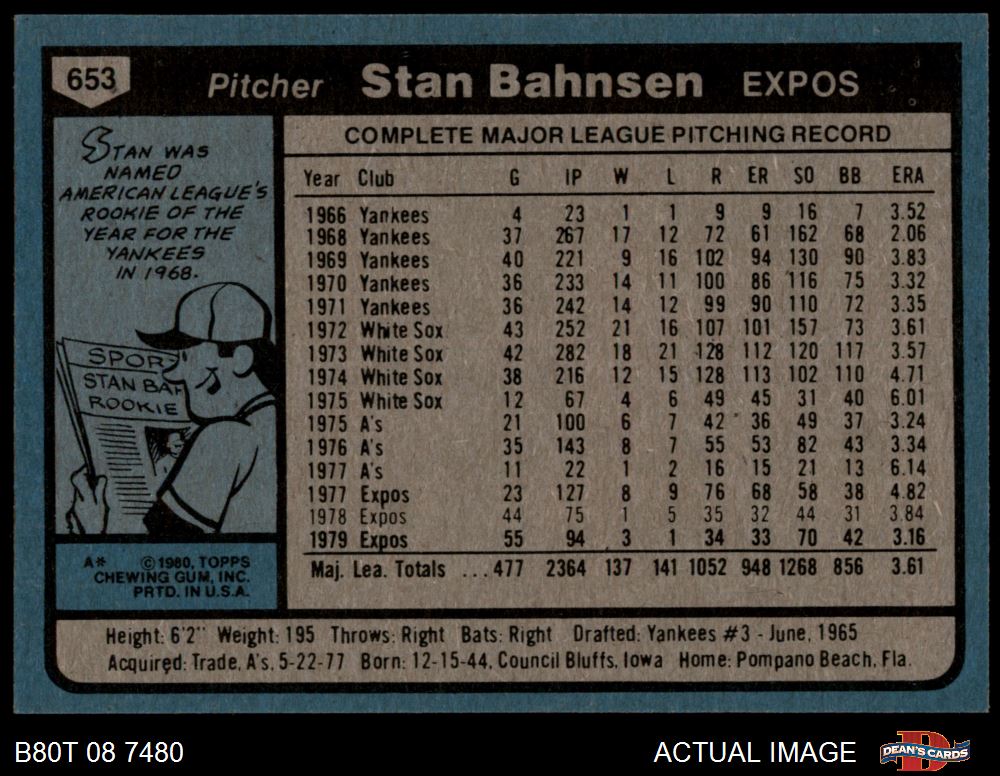 653 Pitcher Stan Bahnsen EXPOS
STAN WAS
NAMED
AMERICAN LEAGUE'S
ROOKIE OF THE
YEAR FOR THE
YANKEES
IN 1968.
SPOR
STAN BAH
ROOKIE
A* ©1980, TOPPS
CHEWING GUM, INC.
PRTD. IN U.S.A.
COMPLETE MAJOR LEAGUE PITCHING RECORD
Year Club G IP W L R ER SO BB ERA
1966 Yankees 4 23 1 1 9 9 16 7 3.52
1968 Yankees 37 267 17 12 72 61 162 68 2.06
1969 Yankees 40 221 9 16 102 94 130 90 3.83
1970 Yankees 36 233 14 11 100 86 116 75 3.32
1971 Yankees 36 242 14 12 99 90 110 72 3.35
1972 White Sox 43 252 21 16 107 101 157 73 3.61
1973 White Sox 42 282 18 21 128 112 120 117 3.57
1974 White Sox 38 216 12 15 128 113 102 110 4.71
1975 White Sox 12 67 4 6 49 45 31 40 6.01
1975 A's 21 100 6 7 42 36 49 37 3.24
1976 A's 35 143 8 7 55 53 82 43 3.34
1977 A's 11 22 1 2 16 15 21 13 6.14
1977 Expos 23 127 8 9 76 68 58 38 4.82
1978 Expos 44 75 1 5 35 32 44 31 3.84
1979 Expos 55 94 3 1 34 33 70 42 3.16
Maj. Lea. Totals ...477 2364 137 141 1052 948 1268 856 3.61
Height: 6'2" Weight: 195 Throws: Right Bats: Right Drafted: Yankees #3 - June, 1965
Acquired: Trade, A's, 5-22-77 Born: 12-15-44, Council Bluffs, Iowa Home: Pompano Beach, Fla.
B80T 08 7480 ACTUAL IMAGE DEAN'S CARDS